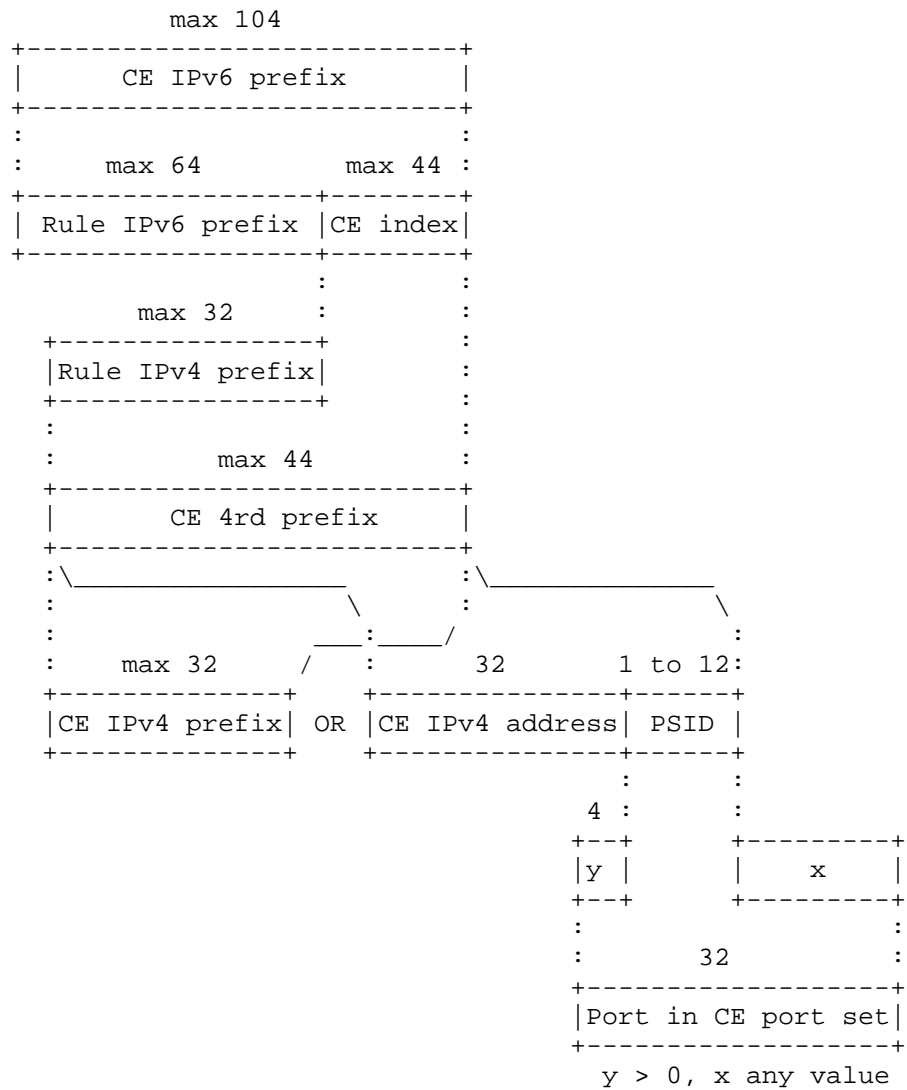 max 104
CE IPv6 prefix
max 64 max 44
Rule IPv6 prefix CE index
max 32
Rule IPv4 prefix
max 44
CE 4rd prefix
max 32 32 1 to 12
CE IPv4 prefix OR CE IPv4 address PSID
4
y x
32
Port in CE port set
y > 0, x any value